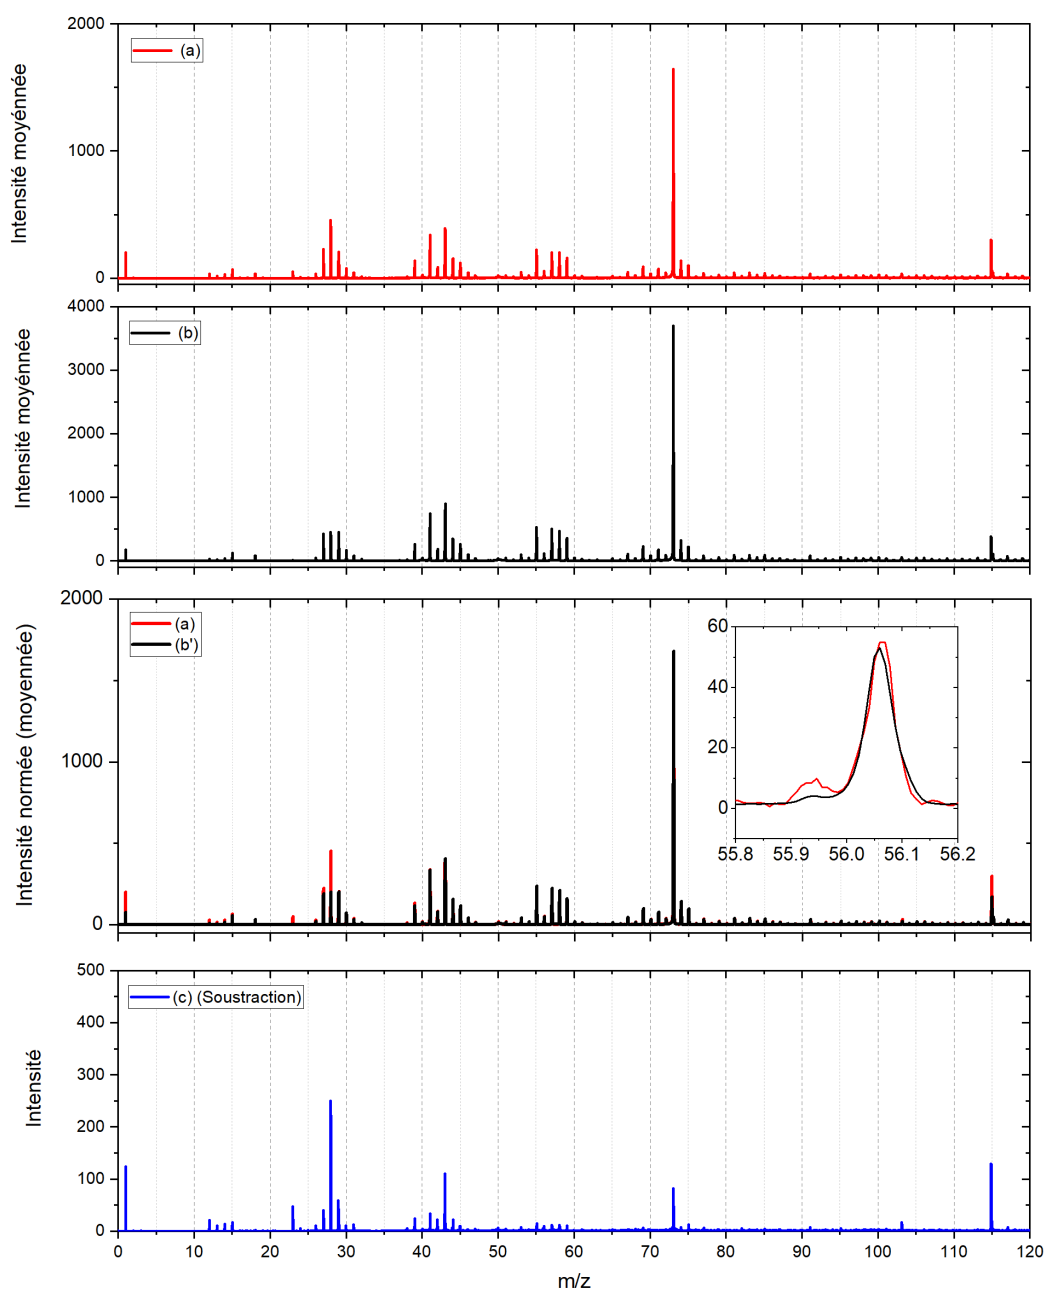 2000
(a)
1000
0
Intensité moyénnée
4000
(b)
3000
2000
1000
0
Intensité moyénnée
2000
(a)
(b')
1000
0
Intensité normée (moyennée)
60
40
20
0
55.8 55.9 56.0 56.1 56.2
500
(c) (Soustraction)
400
300
200
100
0
Intensité
0 10 20 30 40 50 60 70 80 90 100 110 120
m/z